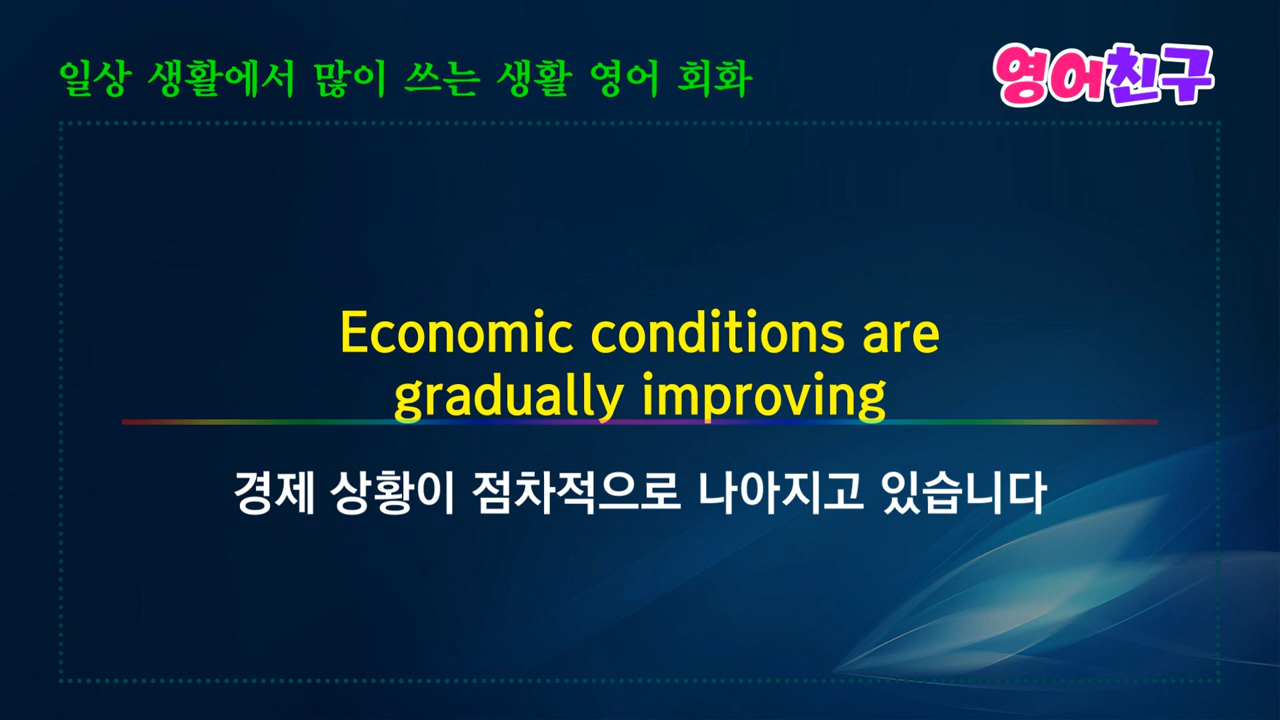 일상 생활에서 많이 쓰는 생활 영어 회화
영어친구
Economic conditions are
gradually improving
경제 상황이 점차적으로 나아지고 있습니다